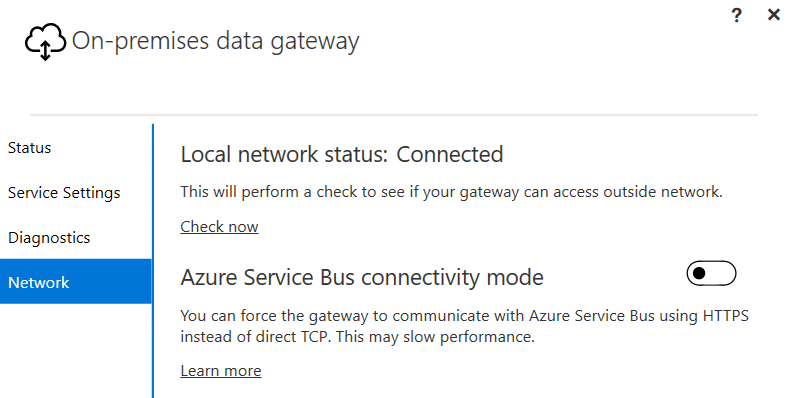 ? ×
On-premises data gateway
Status
Service Settings
Diagnostics
Network
Local network status: Connected
This will perform a check to see if your gateway can access outside network.
Check now
Azure Service Bus connectivity mode
You can force the gateway to communicate with Azure Service Bus using HTTPS
instead of direct TCP. This may slow performance.
Learn more